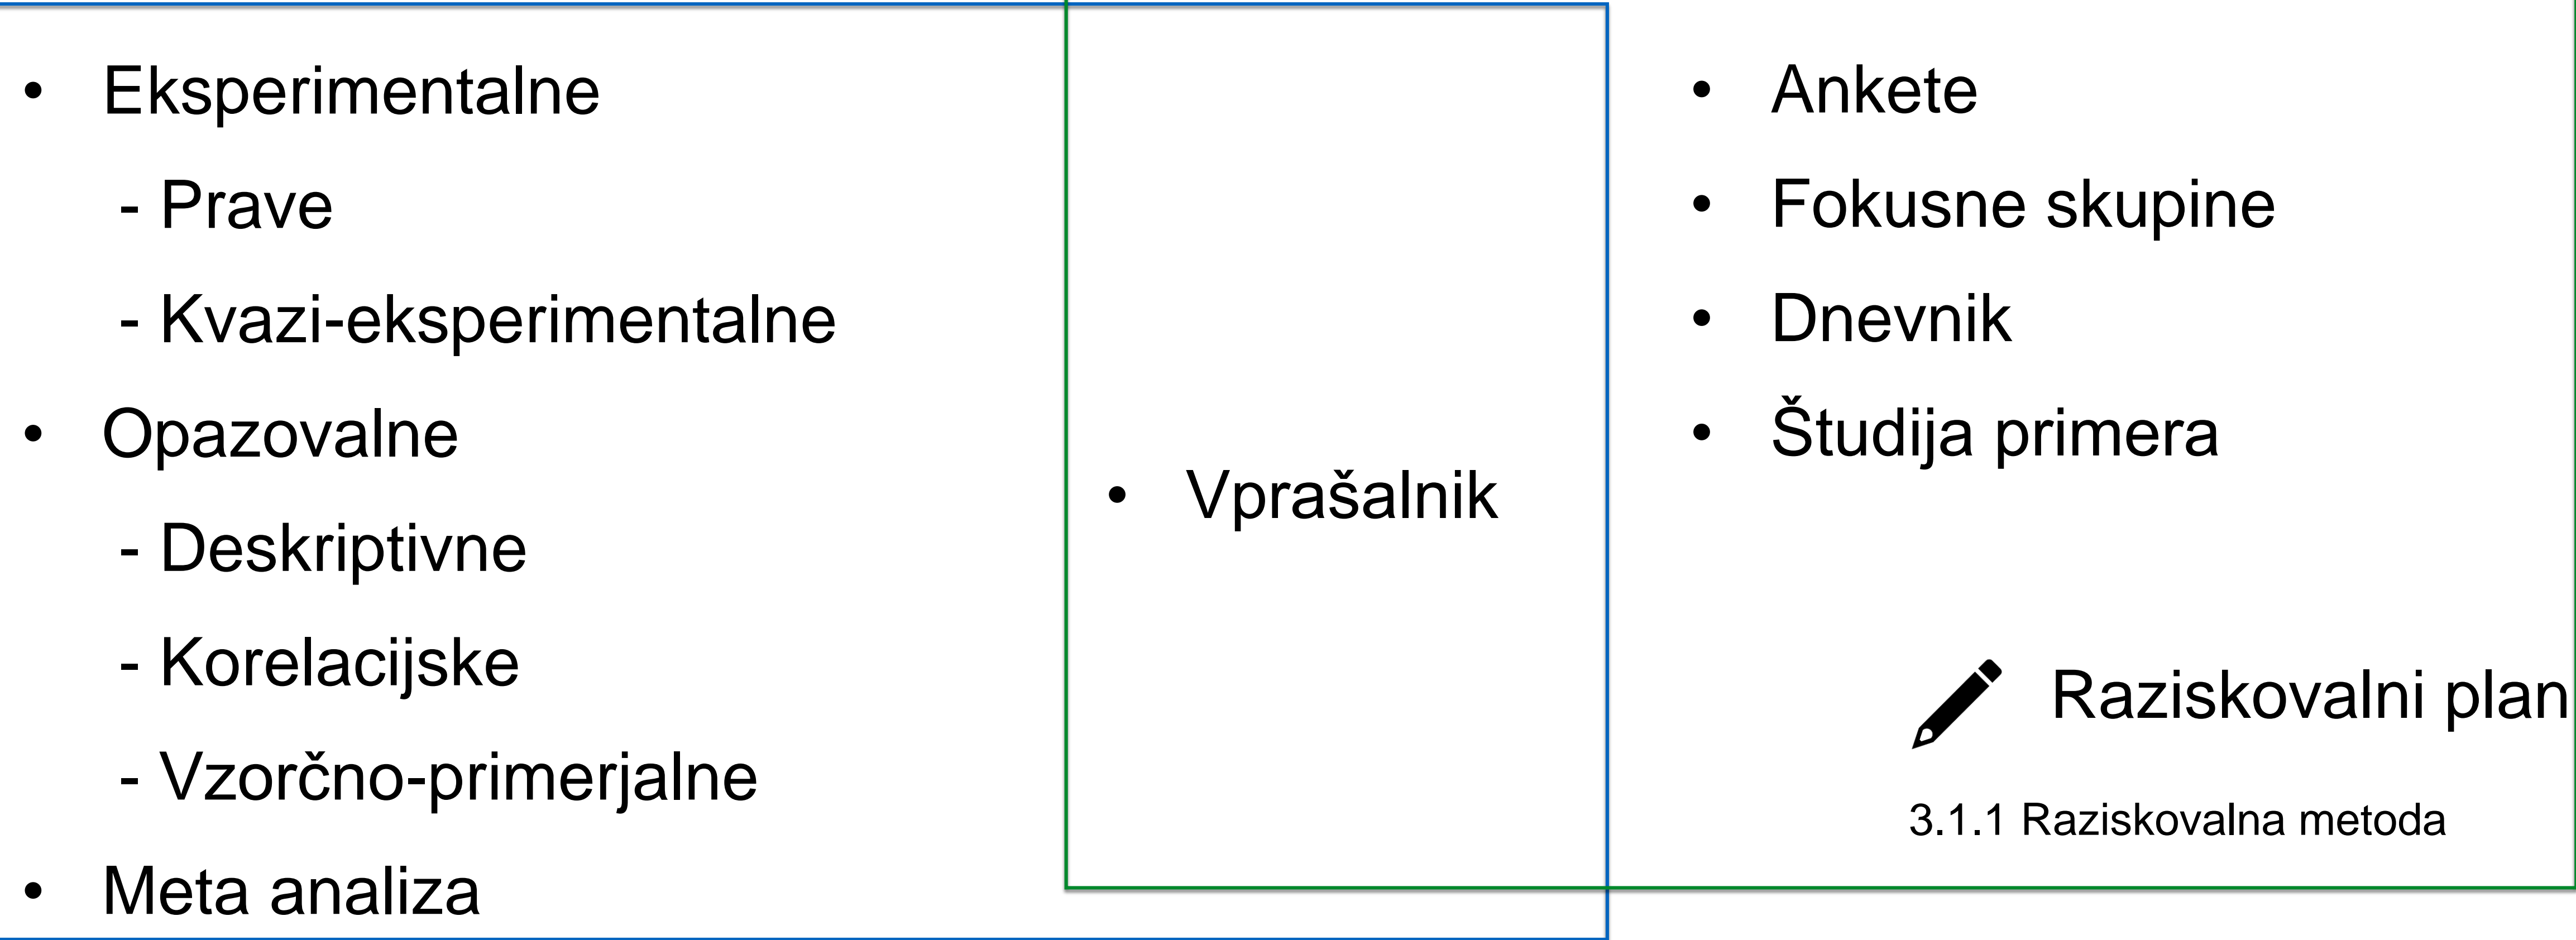 • Eksperimentalne
- Prave
- Kvazi-eksperimentalne
• Opazovalne
- Deskriptivne
- Korelacijske
- Vzorčno-primerjalne
• Meta analiza
• Vprašalnik
• Ankete
• Fokusne skupine
• Dnevnik
• Študija primera
Raziskovalni plan
3.1.1 Raziskovalna metoda